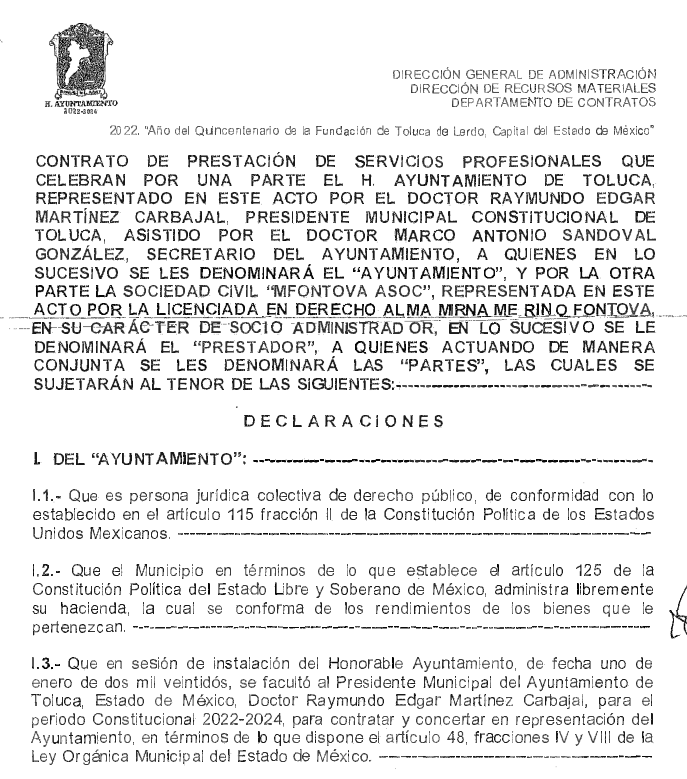 H. AYUNTAMIENTO
2022-2024
DIRECCIÓN GENERAL DE ADMINISTRACIÓN
DIRECCIÓN DE RECURSOS MATERIALES
DEPARTAMENTO DE CONTRATOS
2022. "Año del Quincentenario de la Fundación de Toluca de Lerdo, Capital del Estado de México"
CONTRATO DE PRESTACIÓN DE SERVICIOS PROFESIONALES QUE
CELEBRAN POR UNA PARTE EL H. AYUNTAMIENTO DE TOLUCA,
REPRESENTADO EN ESTE ACTO POR EL DOCTOR RAYMUNDO EDGAR
MARTÍNEZ CARBAJAL, PRESIDENTE MUNICIPAL CONSTITUCIONAL DE
TOLUCA, ASISTIDO POR EL DOCTOR MARCO ANTONIO SANDOVAL
GONZÁLEZ, SECRETARIO DEL AYUNTAMIENTO, A QUIENES EN LO
SUCESIVO SE LES DENOMINARÁ EL "AYUNTAMIENTO", Y POR LA OTRA
PARTE LA SOCIEDAD CIVIL "MFONTOVA ASOC", REPRESENTADA EN ESTE
ACTO POR LA LICENCIADA EN DERECHO ALMA MIRNA MERINO FONTOVA,
EN SU CARÁCTER DE SOCIO ADMINISTRADOR, EN LO SUCESIVO SE LE
DENOMINARÁ EL "PRESTADOR", A QUIENES ACTUANDO DE MANERA
CONJUNTA SE LES DENOMINARÁ LAS "PARTES", LAS CUALES SE
SUJETARÁN AL TENOR DE LAS SIGUIENTES:-----------------------------
D E C L A R A C I O N E S
I. DEL "AYUNTAMIENTO": ---------------------------------------------
I.1.- Que es persona jurídica colectiva de derecho público, de conformidad con lo
establecido en el artículo 115 fracción II de la Constitución Política de los Estados
Unidos Mexicanos. -----------------------------------------------------
I.2.- Que el Municipio en términos de lo que establece el artículo 125 de la
Constitución Política del Estado Libre y Soberano de México, administra libremente
su hacienda, la cual se conforma de los rendimientos de los bienes que le
pertenezcan. ----------------------------------------------------------
I.3.- Que en sesión de instalación del Honorable Ayuntamiento, de fecha uno de
enero de dos mil veintidós, se facultó al Presidente Municipal del Ayuntamiento de
Toluca, Estado de México, Doctor Raymundo Edgar Martínez Carbajal, para el
periodo Constitucional 2022-2024, para contratar y concertar en representación del
Ayuntamiento, en términos de lo que dispone el artículo 48, fracciones IV y VIII de la
Ley Orgánica Municipal del Estado de México. -------------------------------